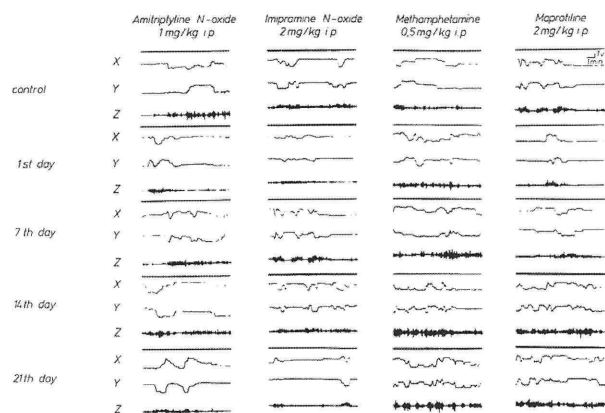 Amitriptyline N-oxide Imipramine N-oxide Methamphetamine Maprotiline
1 mg/kg i.p. 2 mg/kg i.p. 0,5 mg/kg i.p. 2 mg/kg i.p.
X
1min
control Y
Z
X
1st day Y
Z
X
7 th day Y
Z
X
14th day Y
Z
X
21th day Y
Z